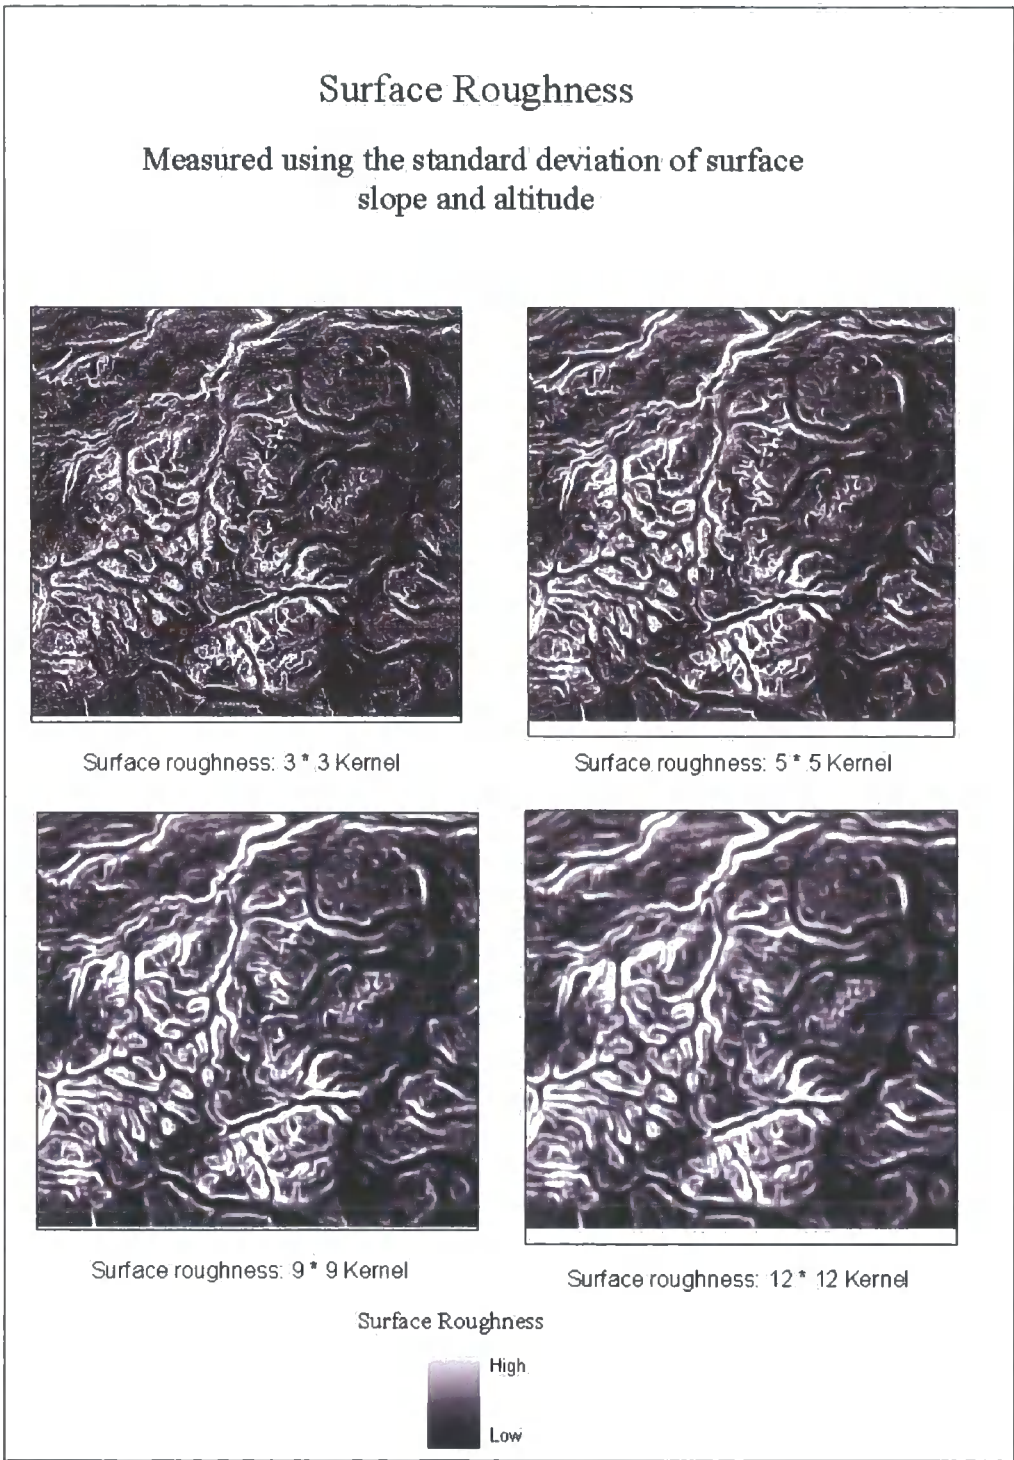 Surface Roughness
Measured using the standard deviation of surface
slope and altitude
Surface roughness: 3 * 3 Kernel
Surface roughness: 5 * 5 Kernel
Surface roughness: 9 * 9 Kernel
Surface roughness: 12 * 12 Kernel
Surface Roughness
High
Low